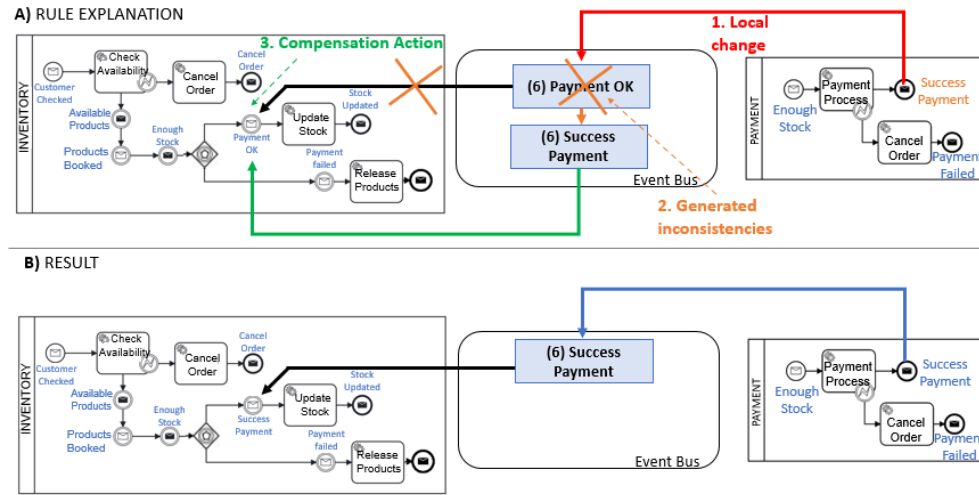 A) RULE EXPLANATION
1. Local
change
3. Compensation Action
INVENTORY
Customer
Checked
Check
Availability
Cancel
Order
Cancel
Order
Available
Products
Products
Booked
Enough
Stock
Payment
OK
Update
Stock
Stock
Updated
Payment
failed
Release
Products
(6) Payment OK
(6) Success
Payment
Event Bus
2. Generated
inconsistencies
PAYMENT
Enough
Stock
Payment
Process
Success
Payment
Cancel
Order
Payment
Failed
B) RESULT
INVENTORY
Customer
Checked
Check
Availability
Cancel
Order
Cancel
Order
Available
Products
Products
Booked
Enough
Stock
Success
Payment
Update
Stock
Stock
Updated
Payment
failed
Release
Products
(6) Success
Payment
Event Bus
PAYMENT
Enough
Stock
Payment
Process
Success
Payment
Cancel
Order
Payment
Failed